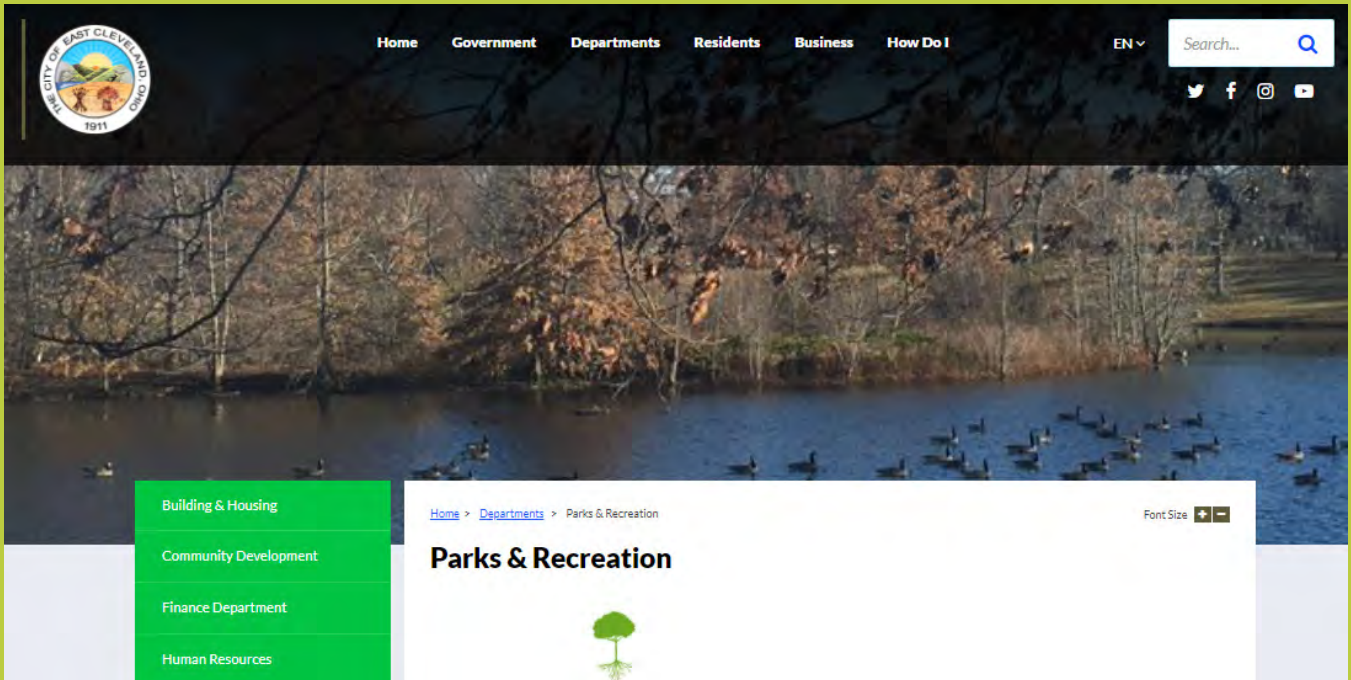 THE CITY OF EAST CLEVELAND, OHIO
1911
Home Government Departments Residents Business How Do I
EN
Search...
Building & Housing
Community Development
Finance Department
Human Resources
Home > Departments > Parks & Recreation
Font Size + −
Parks & Recreation